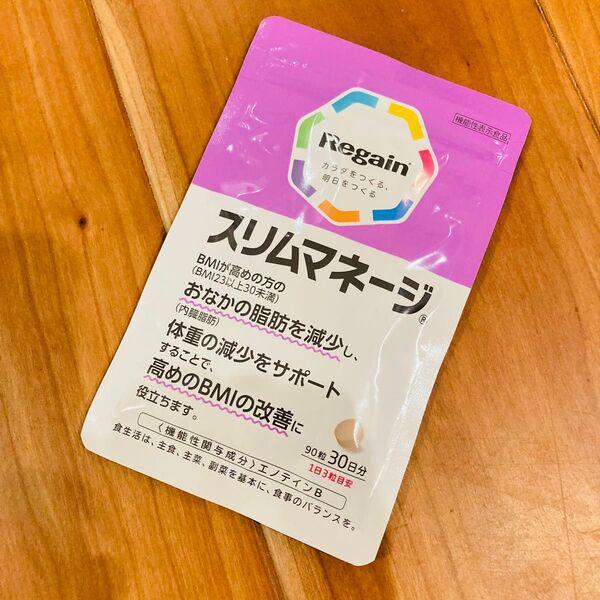 機能性表示食品
Regain®
カラダをつくる、
明日をつくる
スリムマネージ®
BMIが高めの方の
(BMI23以上30未満)
おなかの脂肪を減少し、
(内臓脂肪)
体重の減少をサポート
することで、
高めのBMIの改善に
役立ちます。
90粒 30日分
1日3粒目安
〈機能性関与成分〉エノテインB
食生活は、主食、主菜、副菜を基本に、食事のバランスを。